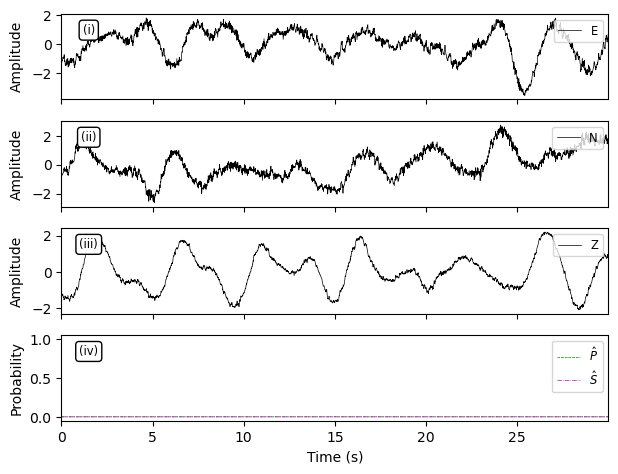 2
0
−2
Amplitude
(i)
E
2
0
−2
Amplitude
(ii)
N
2
0
−2
Amplitude
(iii)
Z
1.0
0.5
0.0
Probability
(iv)
P̂
Ŝ
0 5 10 15 20 25
Time (s)